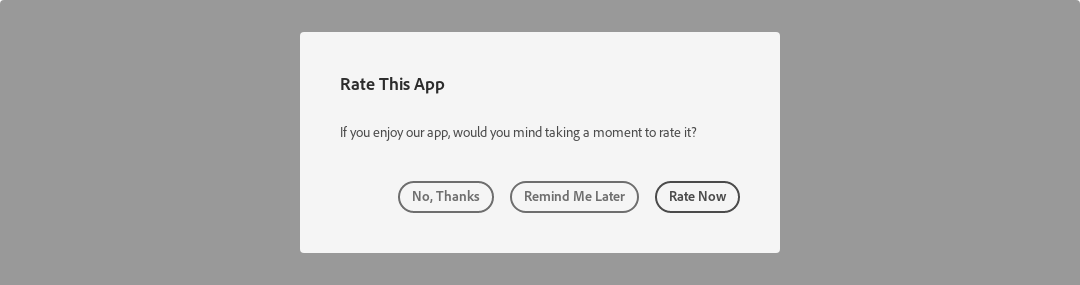 Rate This App
If you enjoy our app, would you mind taking a moment to rate it?
No, Thanks
Remind Me Later
Rate Now